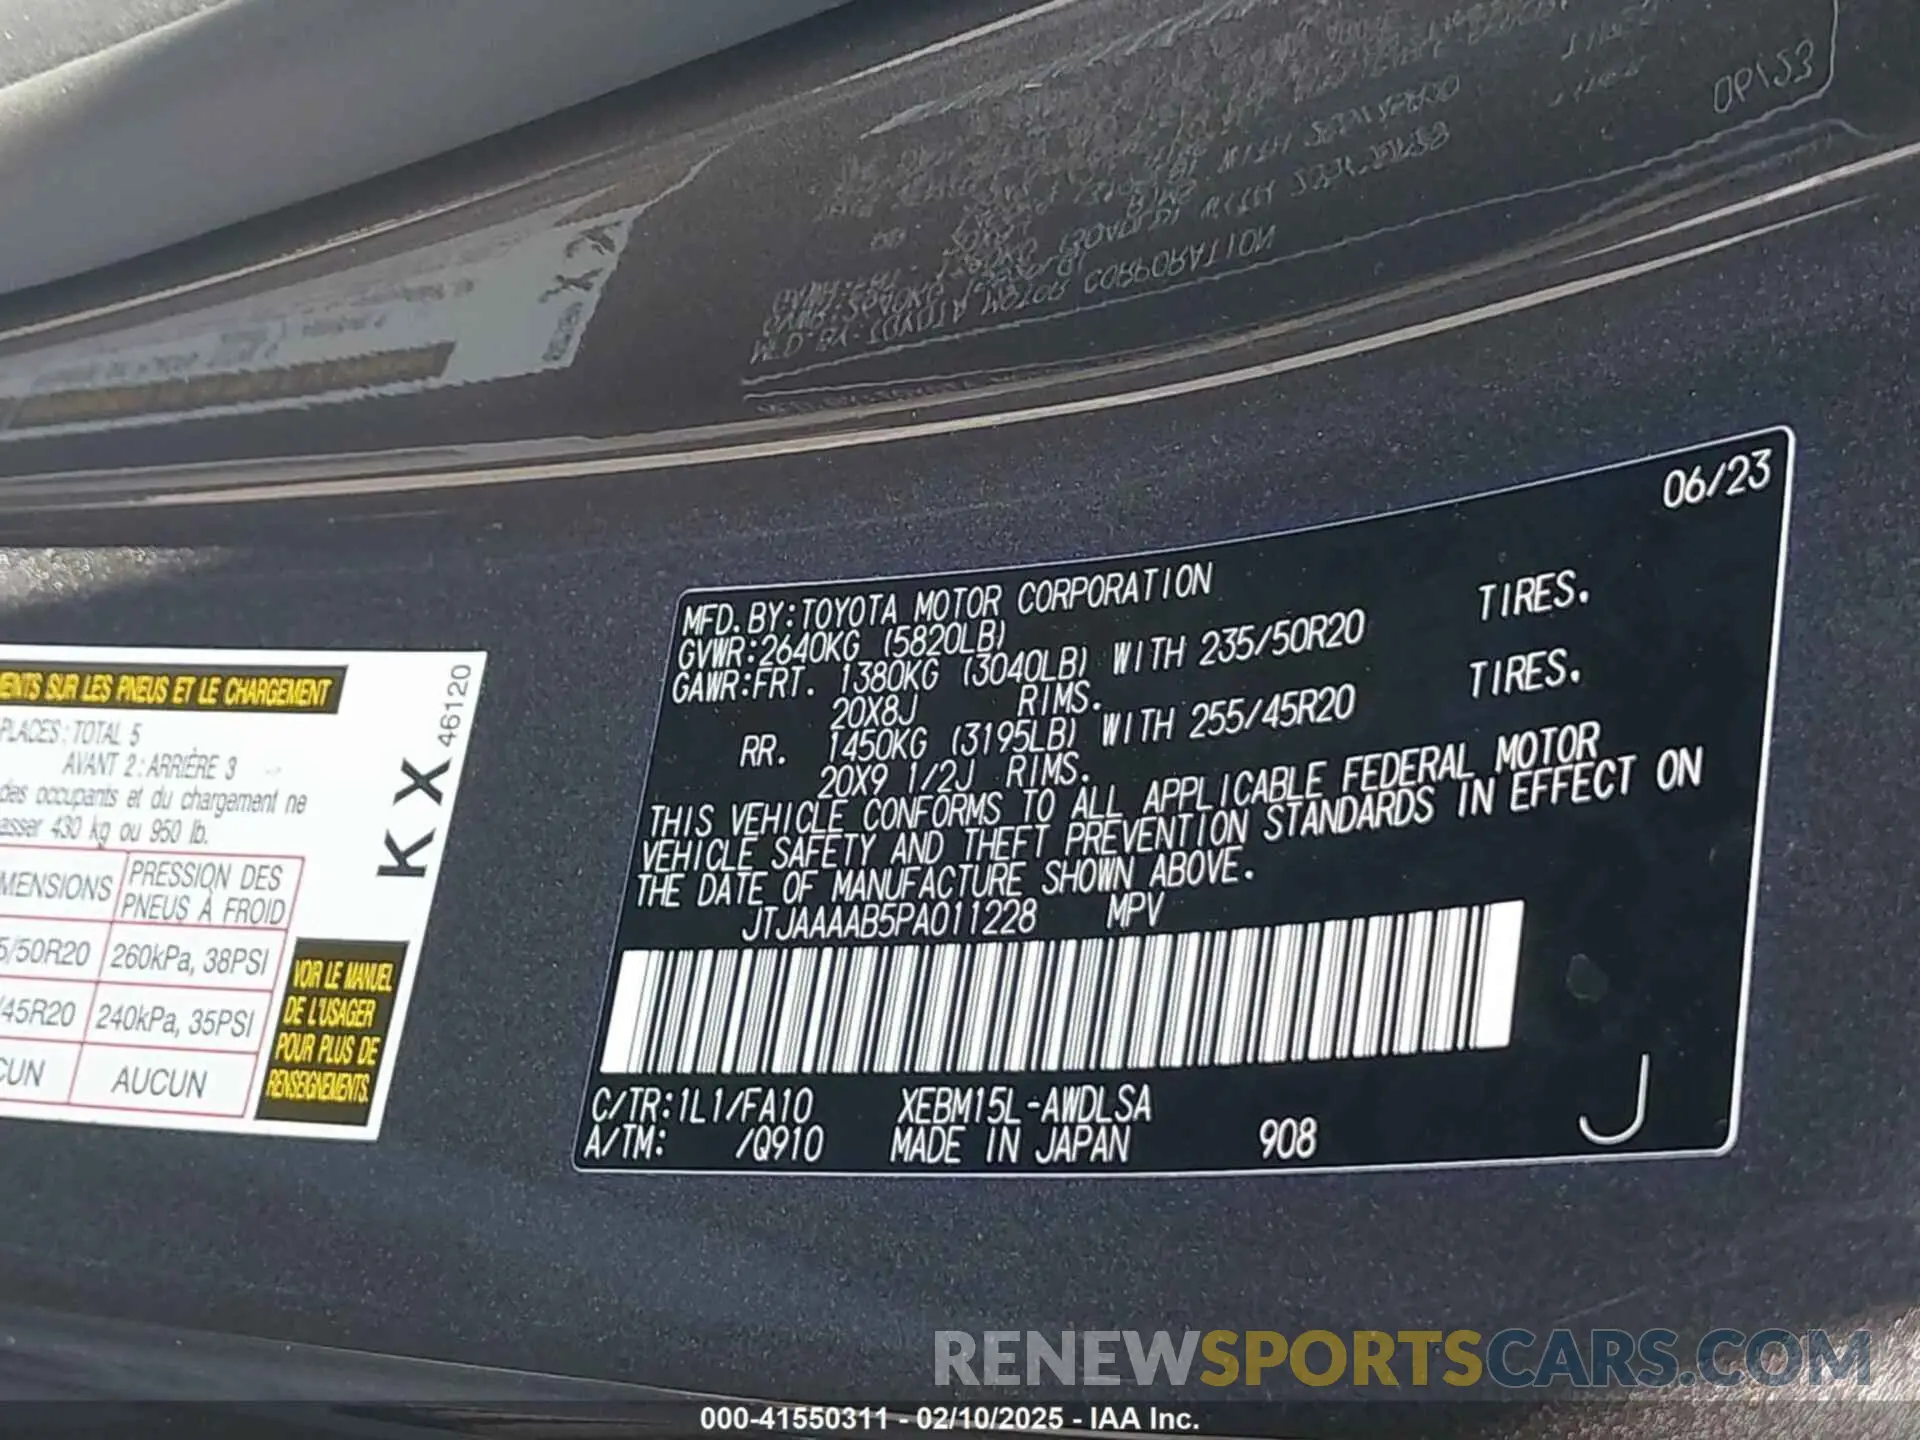 06/23
MFD. BY:TOYOTA MOTOR CORPORATION
GVWR:2640KG (5820LB)
GAWR:FRT. 1380KG (3040LB) WITH 235/50R20 TIRES.
20X8J RIMS.
RR. 1450KG (3195LB) WITH 255/45R20 TIRES.
20X9 1/2J RIMS.
THIS VEHICLE CONFORMS TO ALL APPLICABLE FEDERAL MOTOR
VEHICLE SAFETY AND THEFT PREVENTION STANDARDS IN EFFECT ON
THE DATE OF MANUFACTURE SHOWN ABOVE.
JTJAAAAB5PA011228 MPV
C/TR:1L1/FA10 XEBM15L-AWDLSA
A/TM: /Q910 MADE IN JAPAN 908
J
SUR LES PNEUS ET LE CHARGEMENT
PLACES : TOTAL 5
AVANT 2 : ARRIÈRE 3
des occupants et du chargement ne
430 kg ou 950 lb.
PRESSION DES
PNEUS À FROID
/50R20 260kPa, 38PSI
/45R20 240kPa, 35PSI
AUCUN
KX 46120
VOIR LE MANUEL
DE L'USAGER
POUR PLUS DE
RENSEIGNEMENTS.
RENEWSPORTSCARS.COM
000-41550311 - 02/10/2025 - IAA Inc.